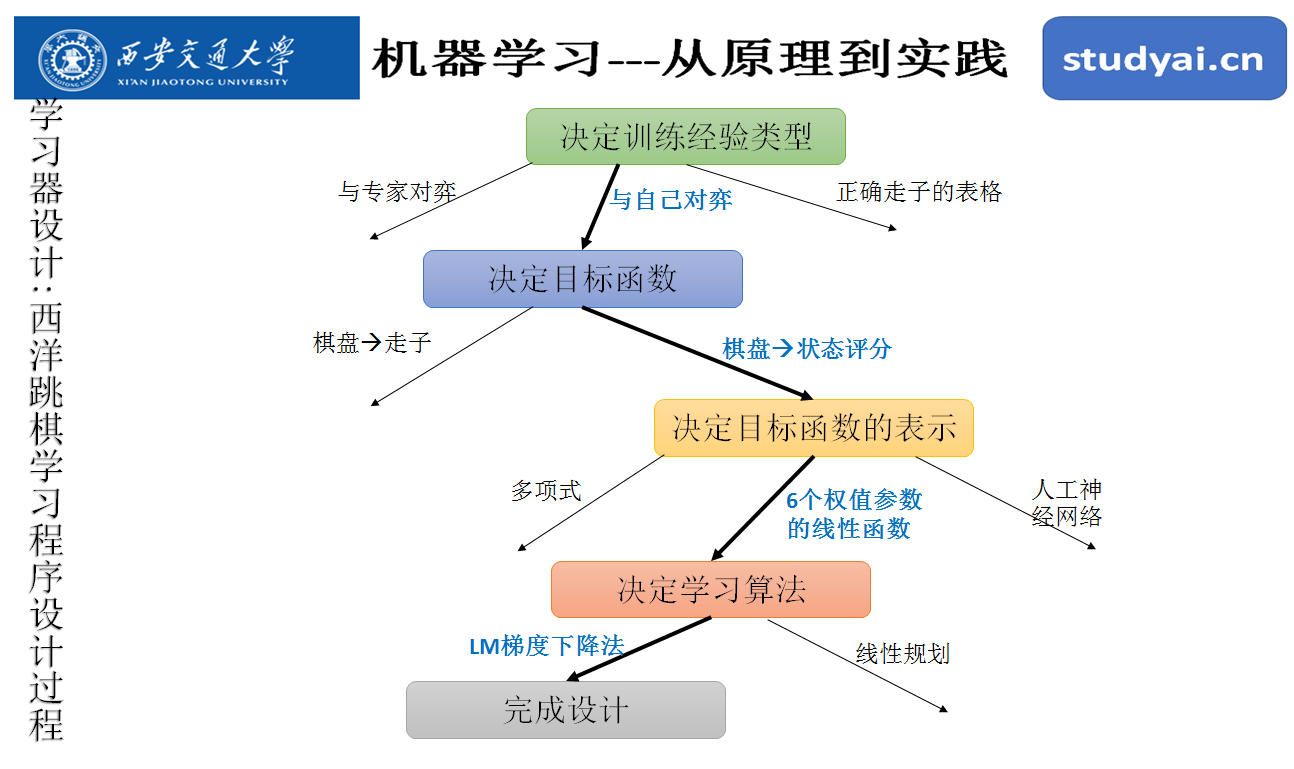 西安交通大学
XI'AN JIAOTONG UNIVERSITY
机器学习---从原理到实践
studyai.cn
学习器设计:西洋跳棋学习程序设计过程
决定训练经验类型
与专家对弈
与自己对弈
正确走子的表格
决定目标函数
棋盘→走子
棋盘→状态评分
决定目标函数的表示
多项式
6个权值参数
的线性函数
人工神
经网络
决定学习算法
LM梯度下降法
线性规划
完成设计